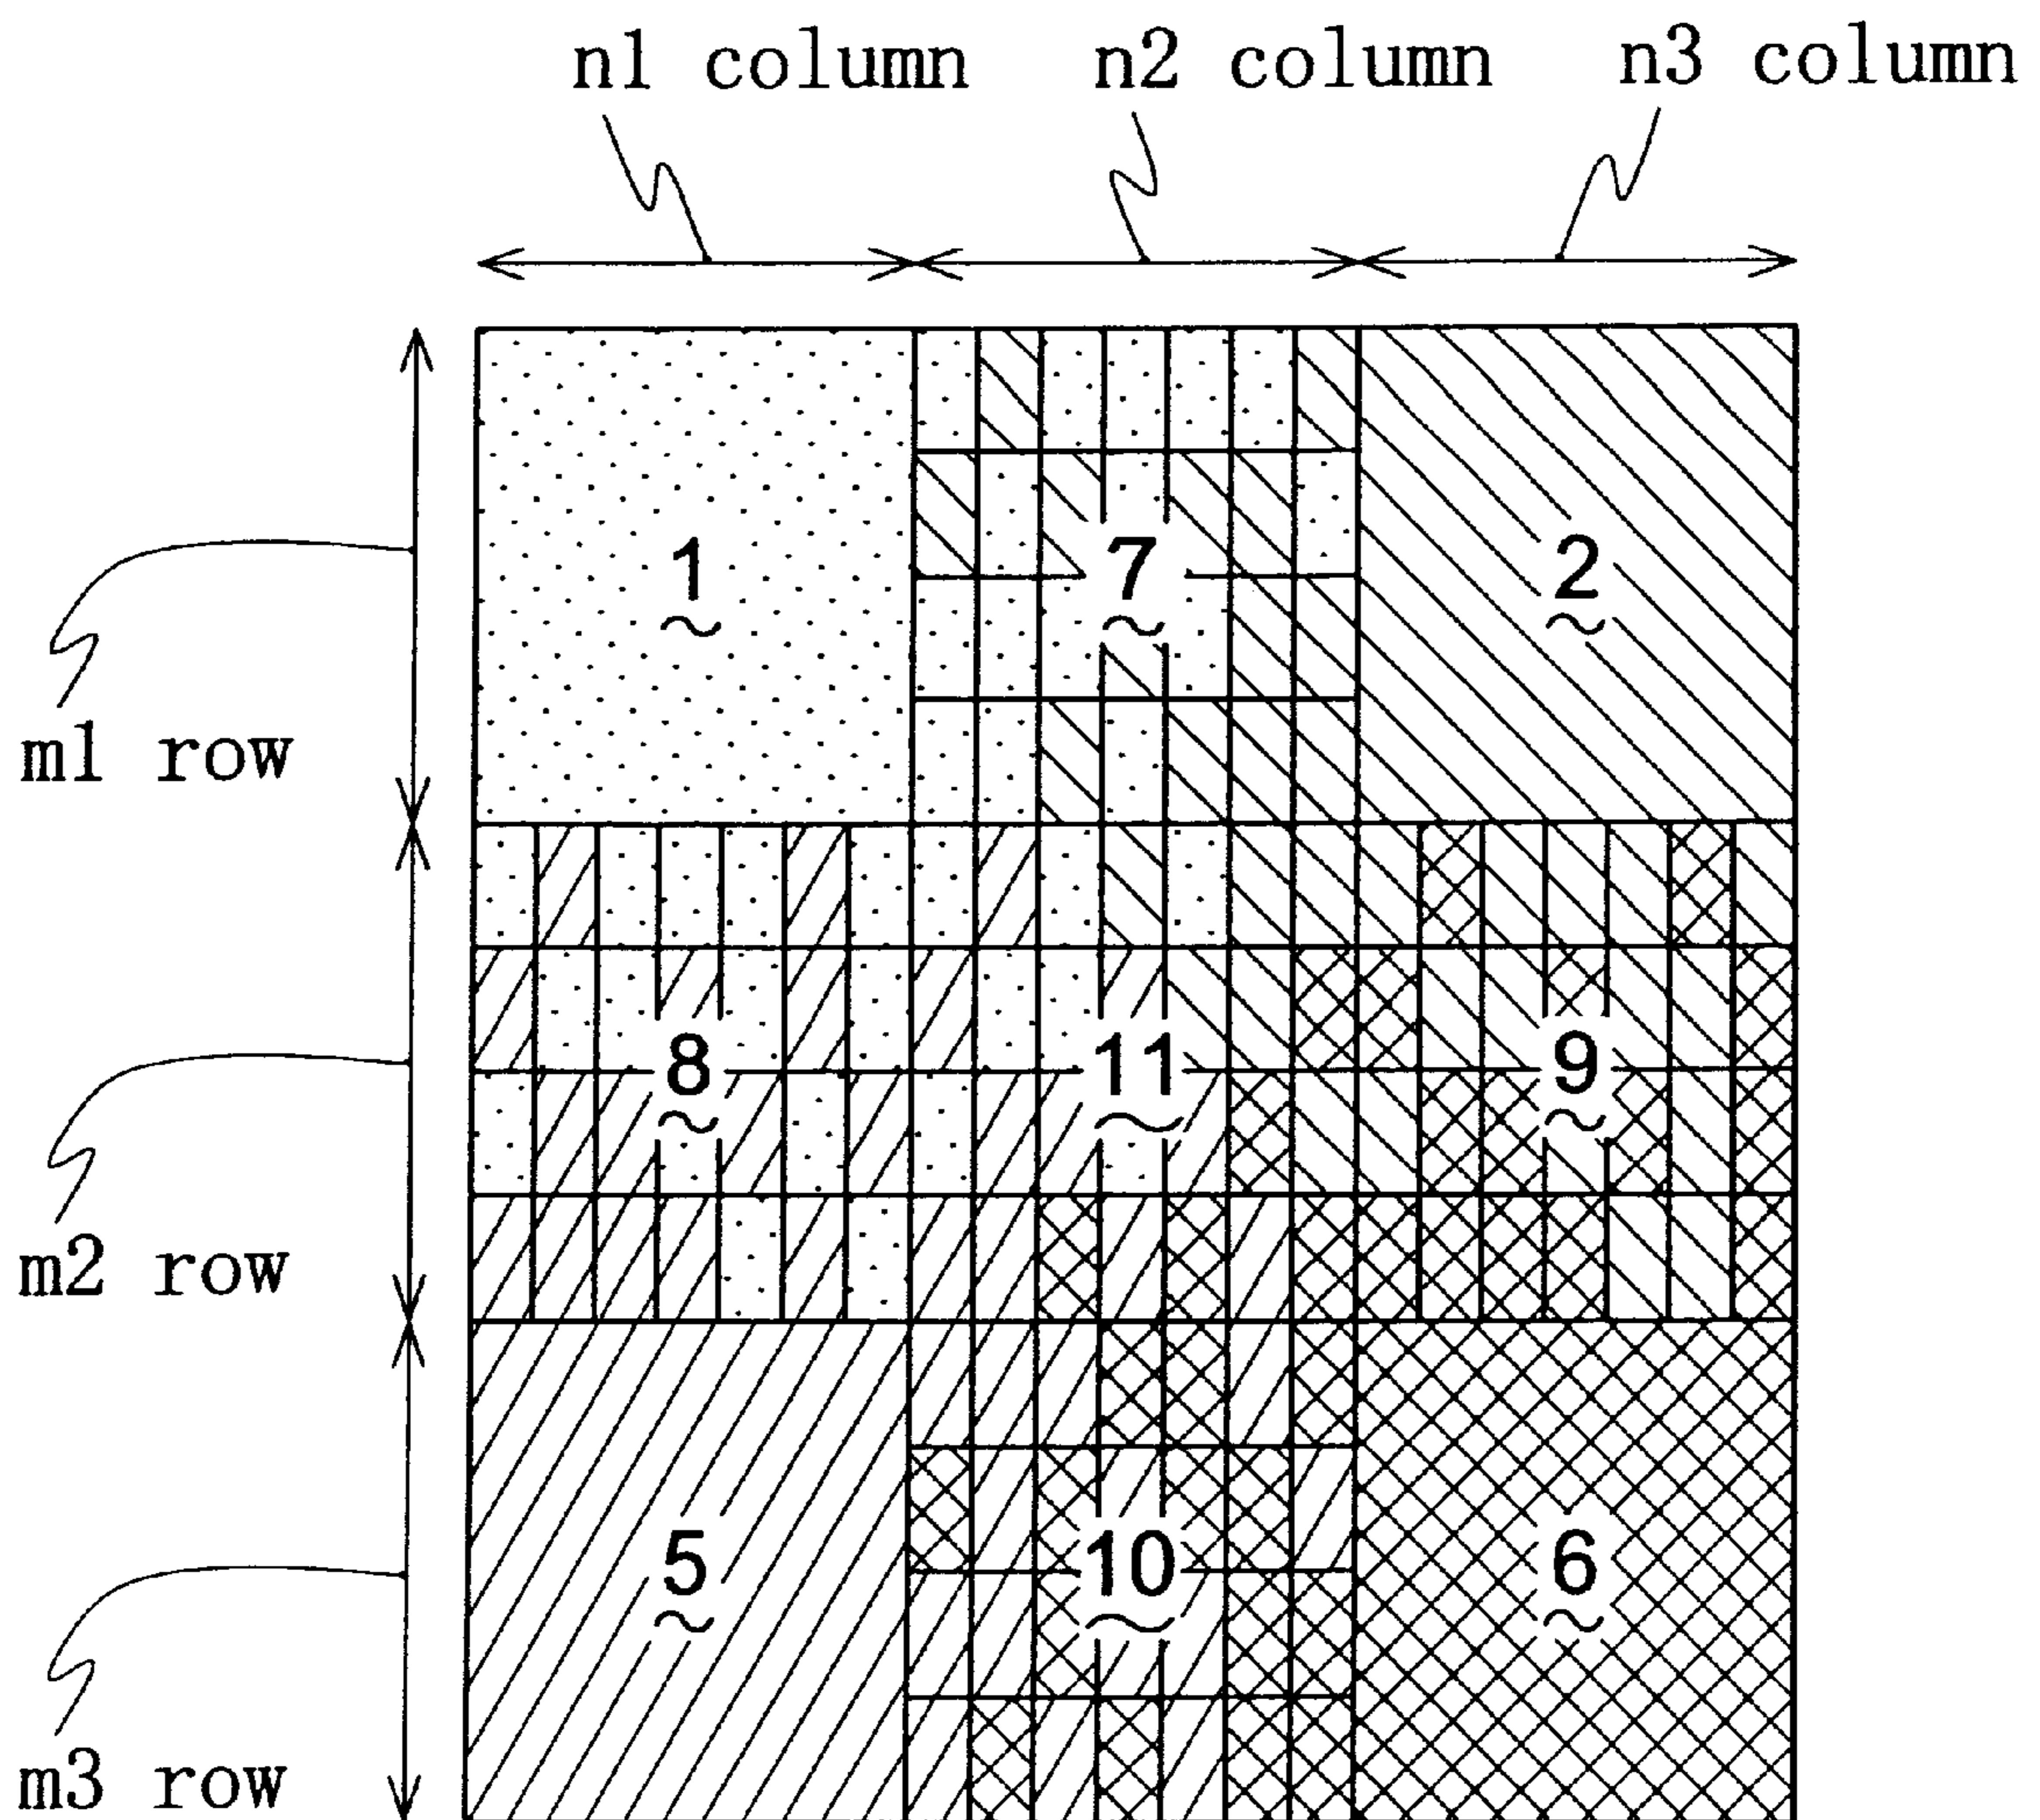 n1 column n2 column n3 column
1 7 2
m1 row
8 11 9
m2 row
5 10 6
m3 row